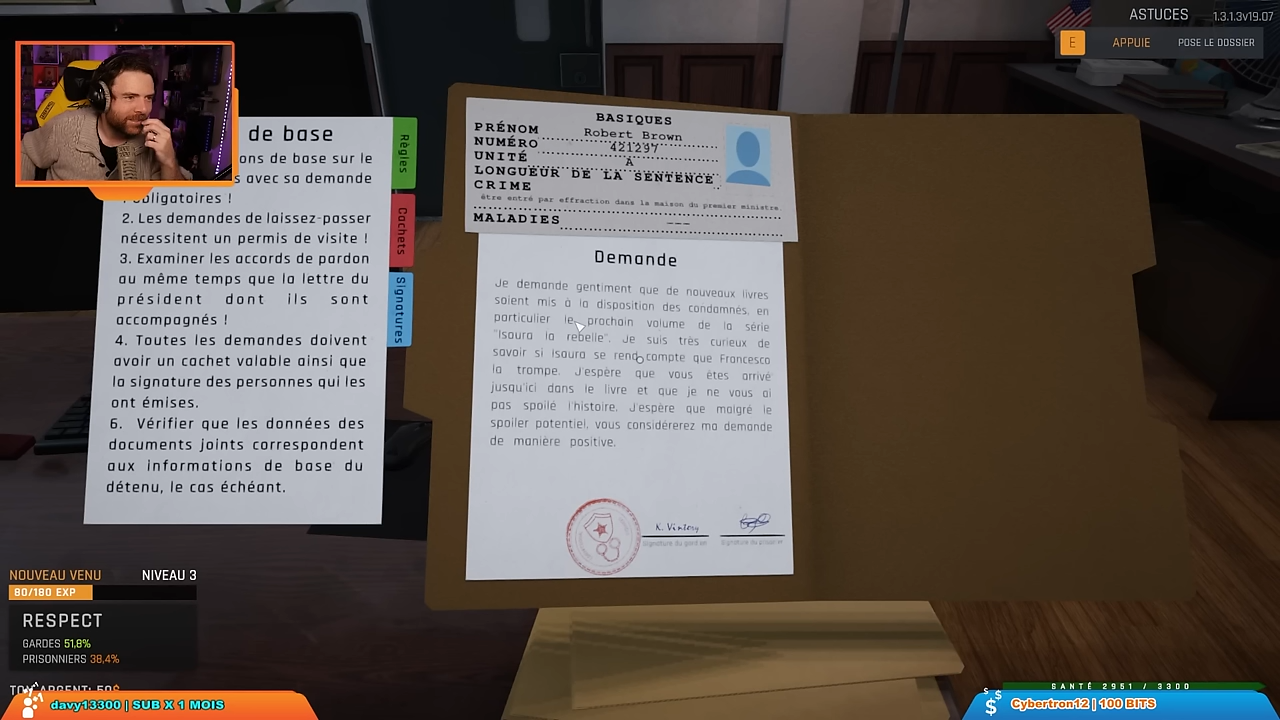 ASTUCES
1.3.1.3v19.07
E APPUIE POSE LE DOSSIER
de base
ons de base sur le
s avec sa demande
obligatoires !
2. Les demandes de laissez-passer
nécessitent un permis de visite !
3. Examiner les accords de pardon
au même temps que la lettre du
président dont ils sont
accompagnés !
4. Toutes les demandes doivent
avoir un cachet valable ainsi que
la signature des personnes qui les
ont émises.
6. Vérifier que les données des
documents joints correspondent
aux informations de base du
détenu, le cas échéant.
Règles
Cachets
Signatures
BASIQUES
PRÉNOM Robert Brown
NUMÉRO 421297
UNITÉ A
LONGUEUR DE LA SENTENCE
CRIME
être entré par effraction dans la maison du premier ministre.
MALADIES ---
Demande
Je demande gentiment que de nouveaux livres
soient mis à la disposition des condamnés, en
particulier le prochain volume de la série
"Isaura la rebelle". Je suis très curieux de
savoir si Isaura se rend compte que Francesco
la trompe. J'espère que vous êtes arrivé
jusqu'ici dans le livre et que je ne vous ai
pas spoilé l'histoire. J'espère que malgré le
spoiler potentiel, vous considérerez ma demande
de manière positive.
NOUVEAU VENU NIVEAU 3
80/180 EXP
RESPECT
GARDES 51,8%
PRISONNIERS 38,4%
davy13300 | SUB X 1 MOIS
SANTÉ 2951 / 3300
Cybertron12 | 100 BITS